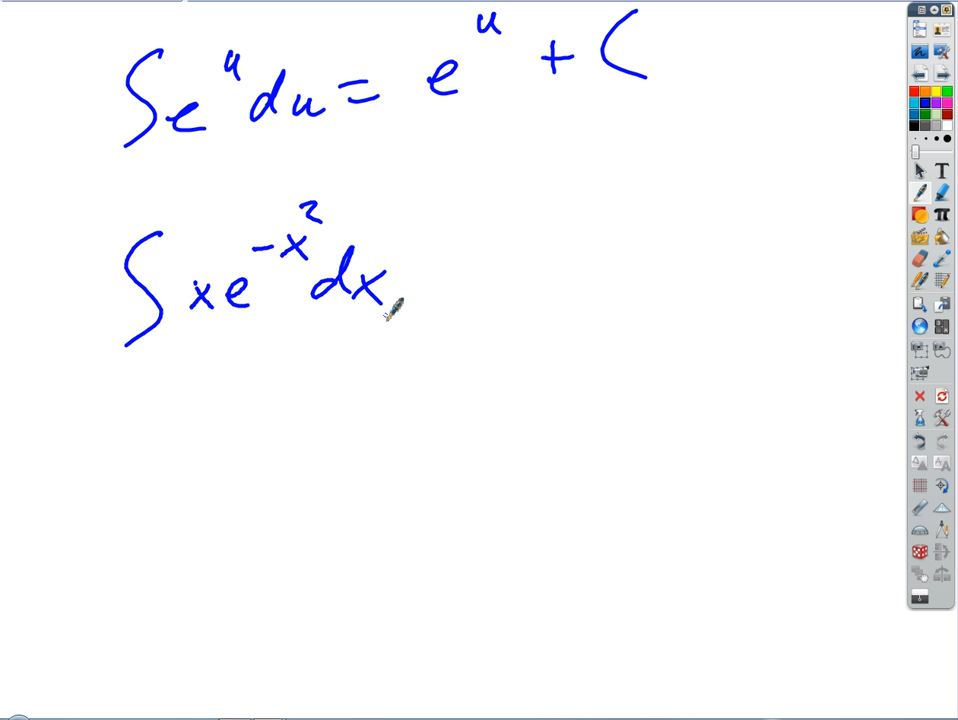 ∫e^u du = e^u + C
∫xe^{-x^2} dx
T
π